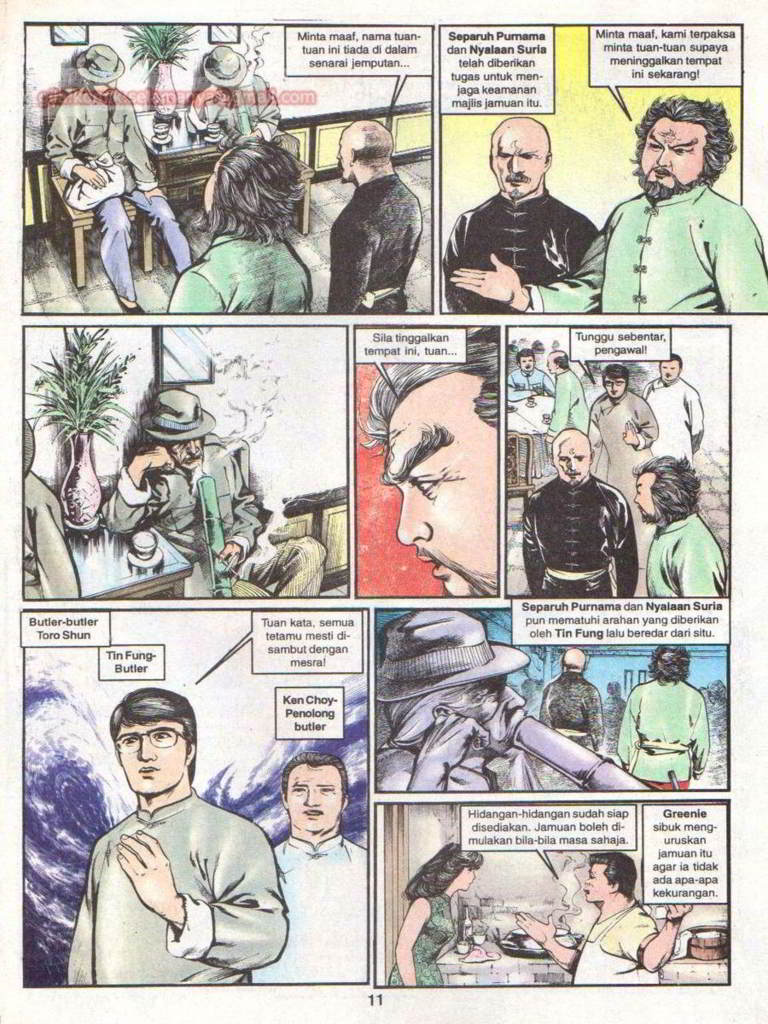 Minta maaf, nama tuan-
tuan ini tiada di dalam
senarai jemputan...
Separuh Purnama
dan Nyalaan Suria
telah diberikan
tugas untuk men-
jaga keamanan
majlis jamuan itu.
Minta maaf, kami terpaksa
minta tuan-tuan supaya
meninggalkan tempat
ini sekarang!
Sila tinggalkan
tempat ini, tuan...
Tunggu sebentar,
pengawal!
Butler-butler
Toro Shun
Tin Fung-
Butler
Tuan kata, semua
tetamu mesti di-
sambut dengan
mesra!
Ken Choy-
Penolong
butler
Separuh Purnama dan Nyalaan Suria
pun mematuhi arahan yang diberikan
oleh Tin Fung lalu beredar dari situ.
Hidangan-hidangan sudah siap
disediakan. Jamuan boleh di-
mulakan bila-bila masa sahaja.
Greenie
sibuk meng-
uruskan
jamuan itu
agar ia tidak
ada apa-apa
kekurangan.
11